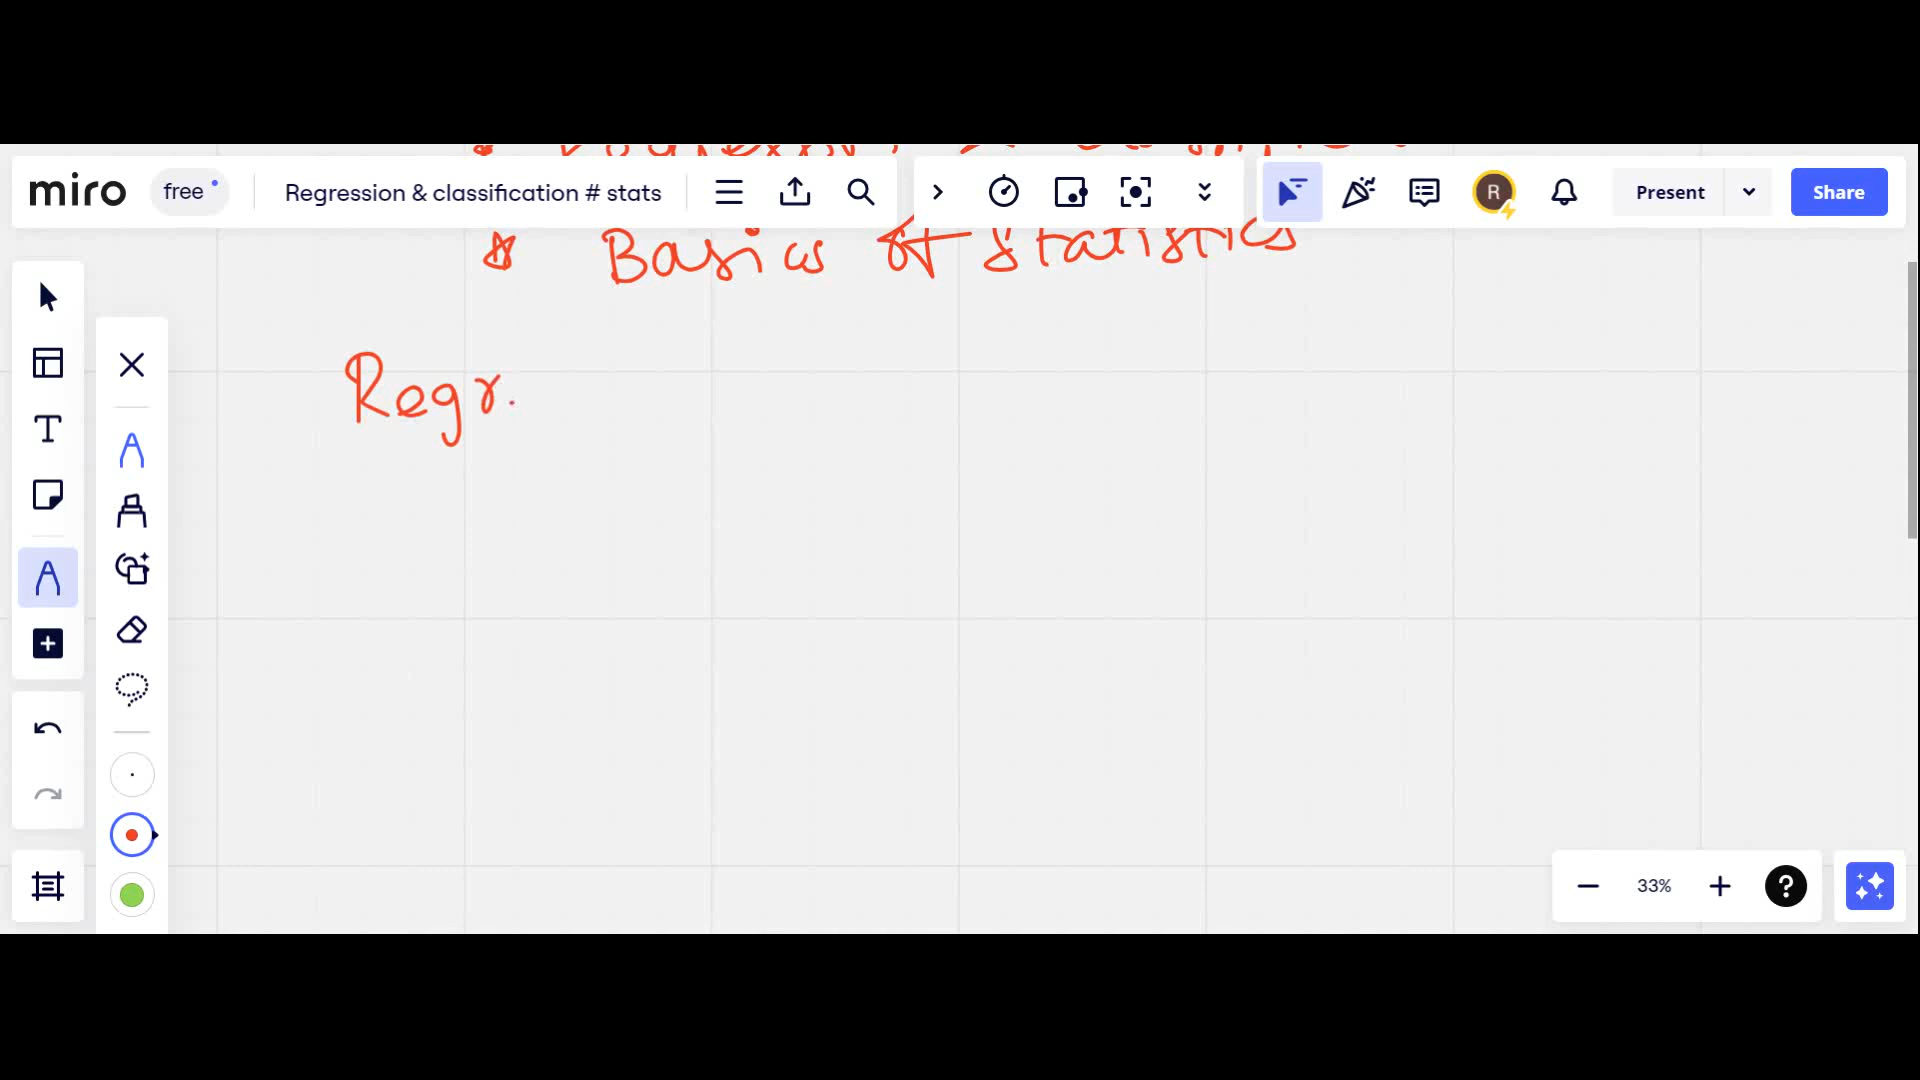 miro free Regression & classification # stats R Present Share
* Basics of statistics
Regr.
33%